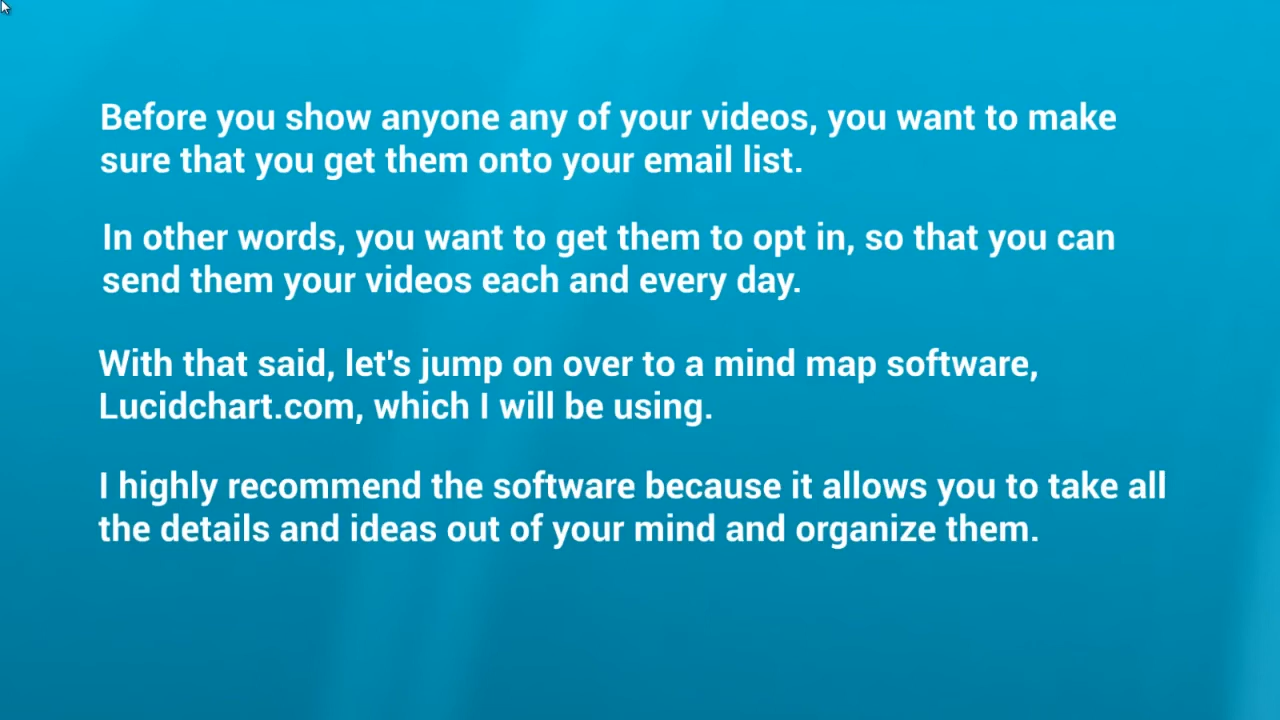 Before you show anyone any of your videos, you want to make
sure that you get them onto your email list.
In other words, you want to get them to opt in, so that you can
send them your videos each and every day.
With that said, let's jump on over to a mind map software,
Lucidchart.com, which I will be using.
I highly recommend the software because it allows you to take all
the details and ideas out of your mind and organize them.